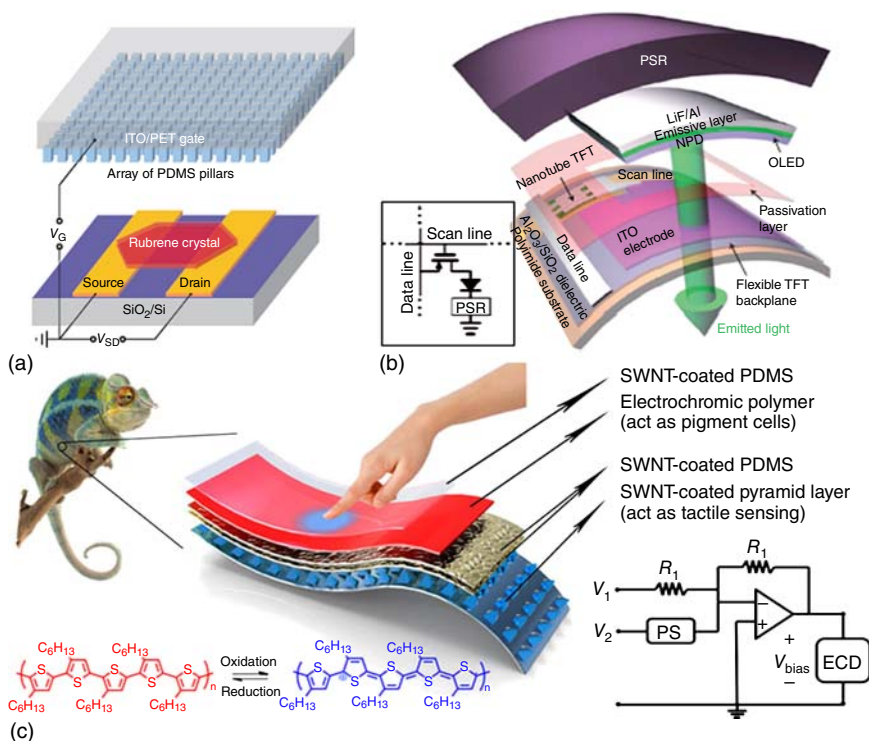 ITO/PET gate
Array of PDMS pillars
V_G
Rubrene crystal
Source
Drain
SiO₂/Si
V_SD
(a)
PSR
LiF/Al
Emissive layer
NPD
OLED
Nanotube TFT
Scan line
Passivation
layer
ITO
electrode
Data line
Al₂O₃/SiO₂ dielectric
Polyimide substrate
Flexible TFT
backplane
Emitted light
Scan line
Data line
PSR
(b)
SWNT-coated PDMS
Electrochromic polymer
(act as pigment cells)
SWNT-coated PDMS
SWNT-coated pyramid layer
(act as tactile sensing)
R₁
R₁
V₁
V₂
PS
−
+
+
V_bias
−
ECD
C₆H₁₃ C₆H₁₃
S S S S S n
C₆H₁₃ C₆H₁₃ C₆H₁₃
Oxidation
Reduction
C₆H₁₃ C₆H₁₃
S S S S S n
C₆H₁₃ C₆H₁₃ C₆H₁₃
(c)